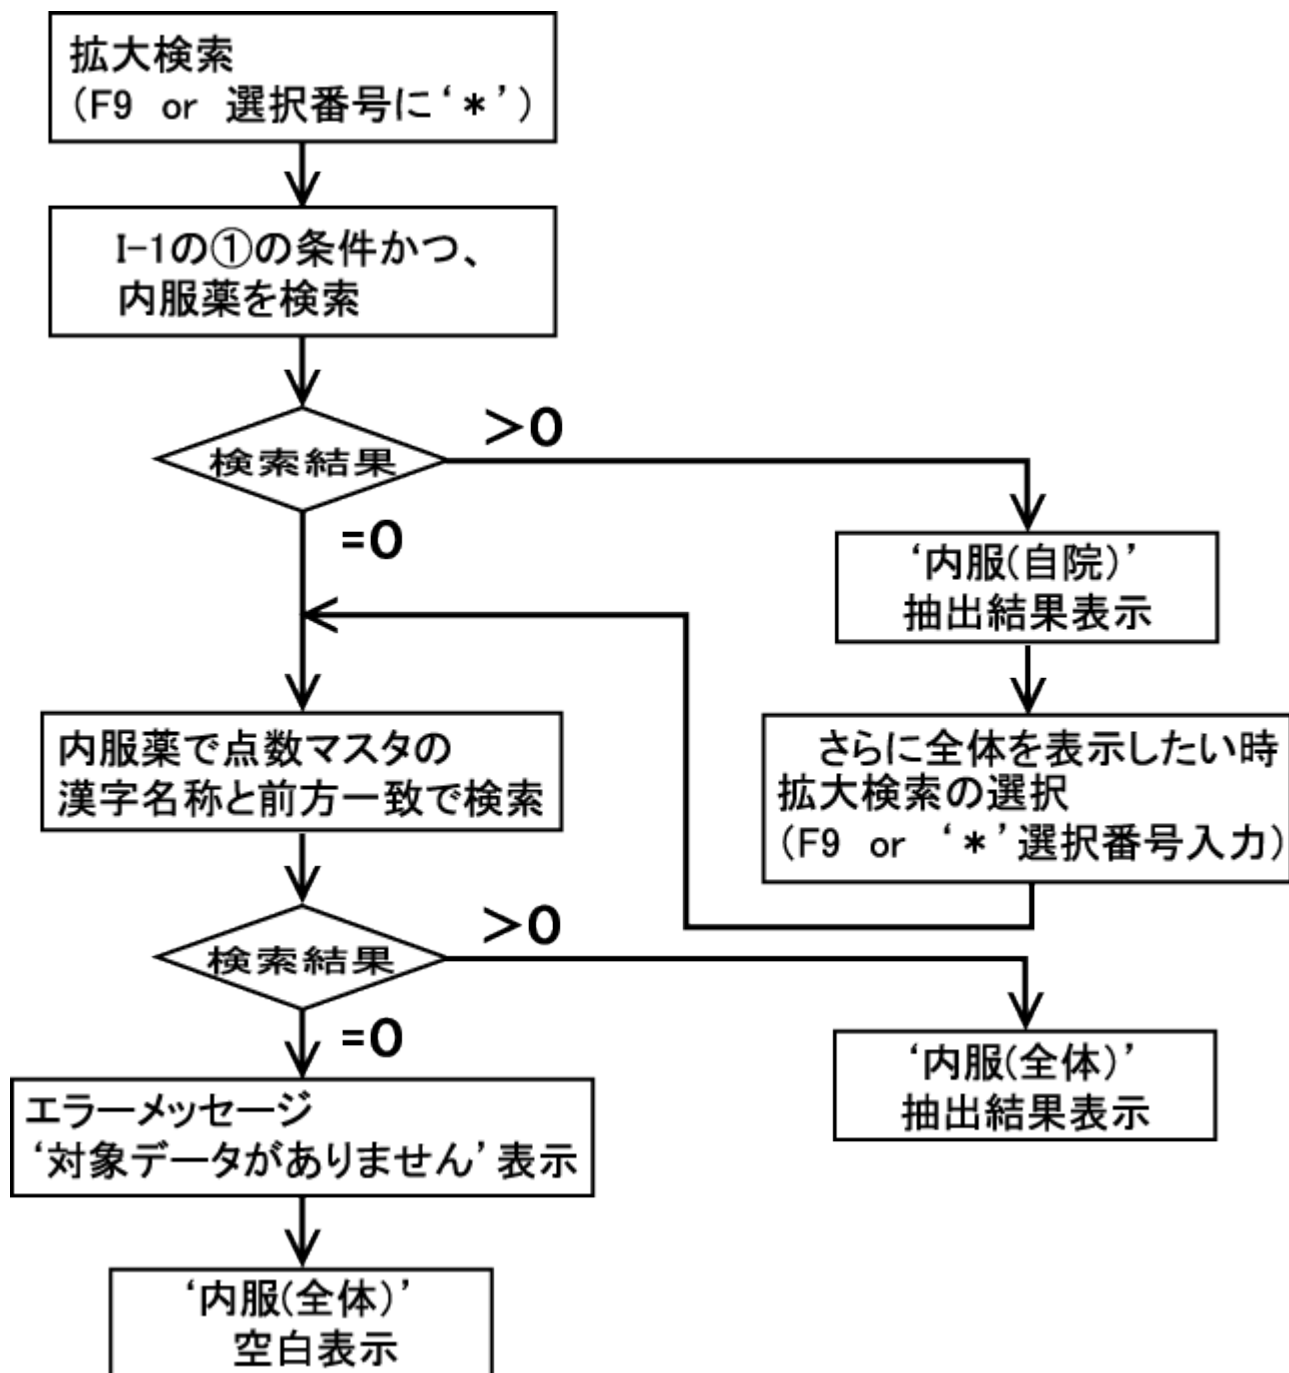 拡大検索
(F9 or 選択番号に‘*’)
I-1の①の条件かつ、
内服薬を検索
検索結果
>0
=0
‘内服(自院)’
抽出結果表示
さらに全体を表示したい時
拡大検索の選択
(F9 or ‘*’選択番号入力)
内服薬で点数マスタの
漢字名称と前方一致で検索
検索結果
>0
=0
‘内服(全体)’
抽出結果表示
エラーメッセージ
‘対象データがありません’表示
‘内服(全体)’
空白表示